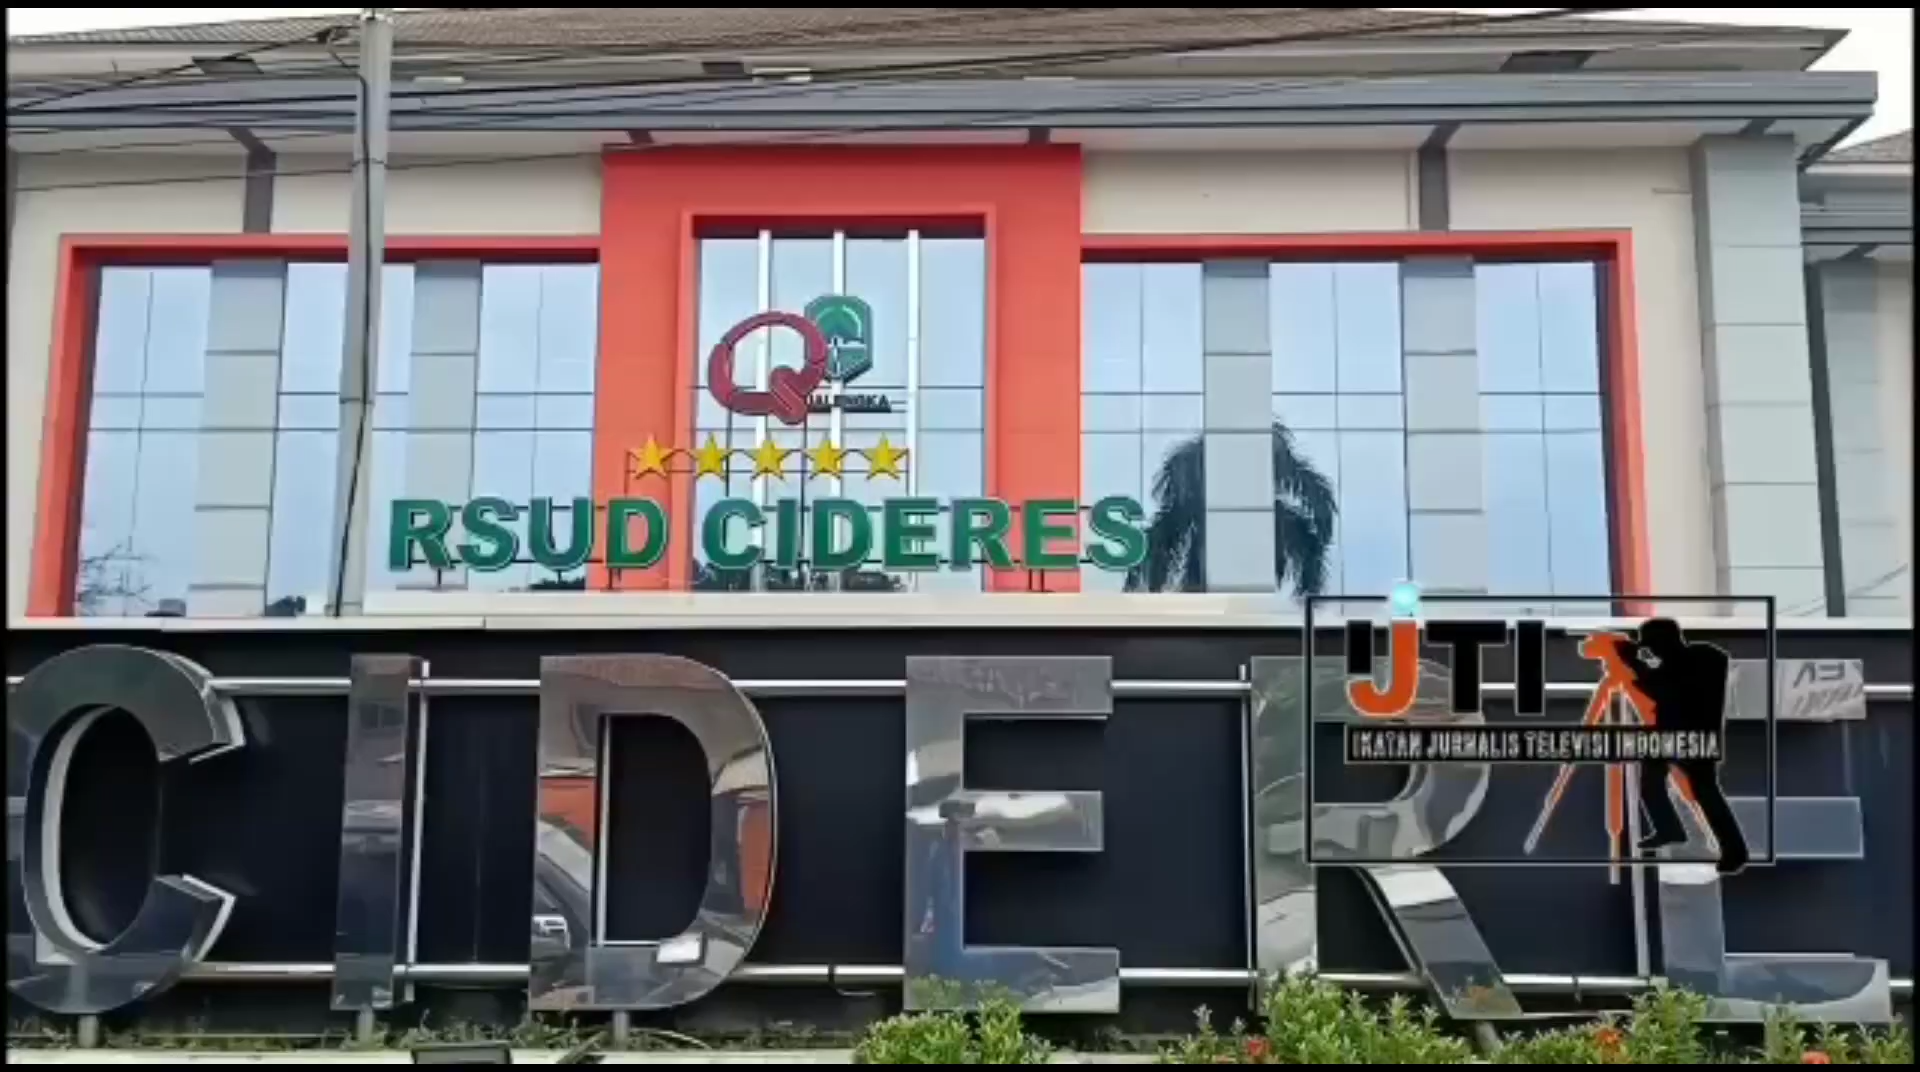 RSUD CIDERES
CIDERE
IJTI
IKATAN JURNALIS TELEVISI INDONESIA